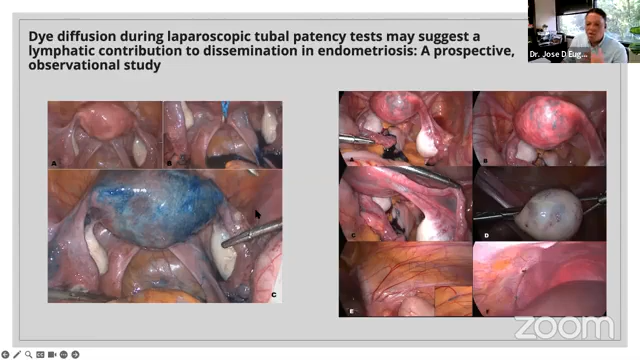 Dye diffusion during laparoscopic tubal patency tests may suggest a
lymphatic contribution to dissemination in endometriosis: A prospective,
observational study
Dr. Jose D Eug...
A
B
C
A
B
C
D
E
F
zoom